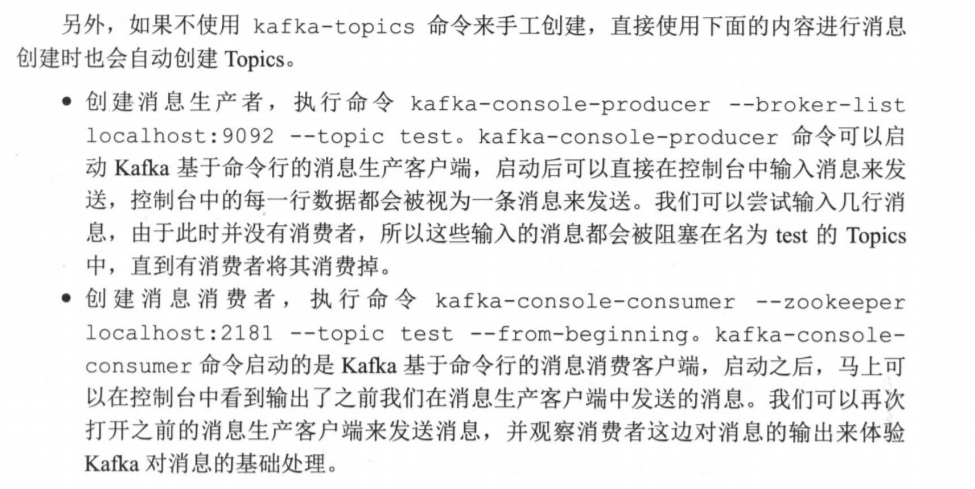 另外，如果不使用 kafka-topics 命令来手工创建，直接使用下面的内容进行消息
创建时也会自动创建 Topics。
• 创建消息生产者，执行命令 kafka-console-producer --broker-list
localhost:9092 --topic test。kafka-console-producer 命令可以启
动 Kafka 基于命令行的消息生产客户端，启动后可以直接在控制台中输入消息来发
送，控制台中的每一行数据都会被视为一条消息来发送。我们可以尝试输入几行消
息，由于此时并没有消费者，所以这些输入的消息都会被阻塞在名为 test 的 Topics
中，直到有消费者将其消费掉。
• 创建消息消费者，执行命令 kafka-console-consumer --zookeeper
localhost:2181 --topic test --from-beginning。kafka-console-
consumer 命令启动的是 Kafka 基于命令行的消息消费客户端，启动之后，马上可
以在控制台中看到输出了之前我们在消息生产客户端中发送的消息。我们可以再次
打开之前的消息生产客户端来发送消息，并观察消费者这边对消息的输出来体验
Kafka 对消息的基础处理。